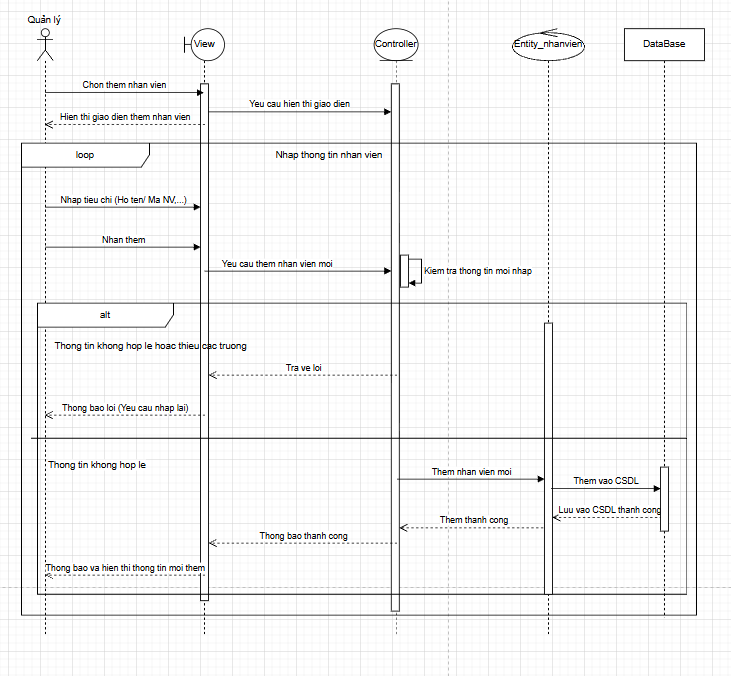 Quản lý
View
Controller
Entity_nhanvien
DataBase
Chon them nhan vien
Yeu cau hien thi giao dien
Hien thi giao dien them nhan vien
loop
Nhap thong tin nhan vien
Nhap tieu chi (Ho ten/ Ma NV,...)
Nhan them
Yeu cau them nhan vien moi
Kiem tra thong tin moi nhap
alt
Thong tin khong hop le hoac thieu cac truong
Tra ve loi
Thong bao loi (Yeu cau nhap lai)
Thong tin khong hop le
Them nhan vien moi
Them vao CSDL
Luu vao CSDL thanh cong
Them thanh cong
Thong bao thanh cong
Thong bao va hien thi thong tin moi them